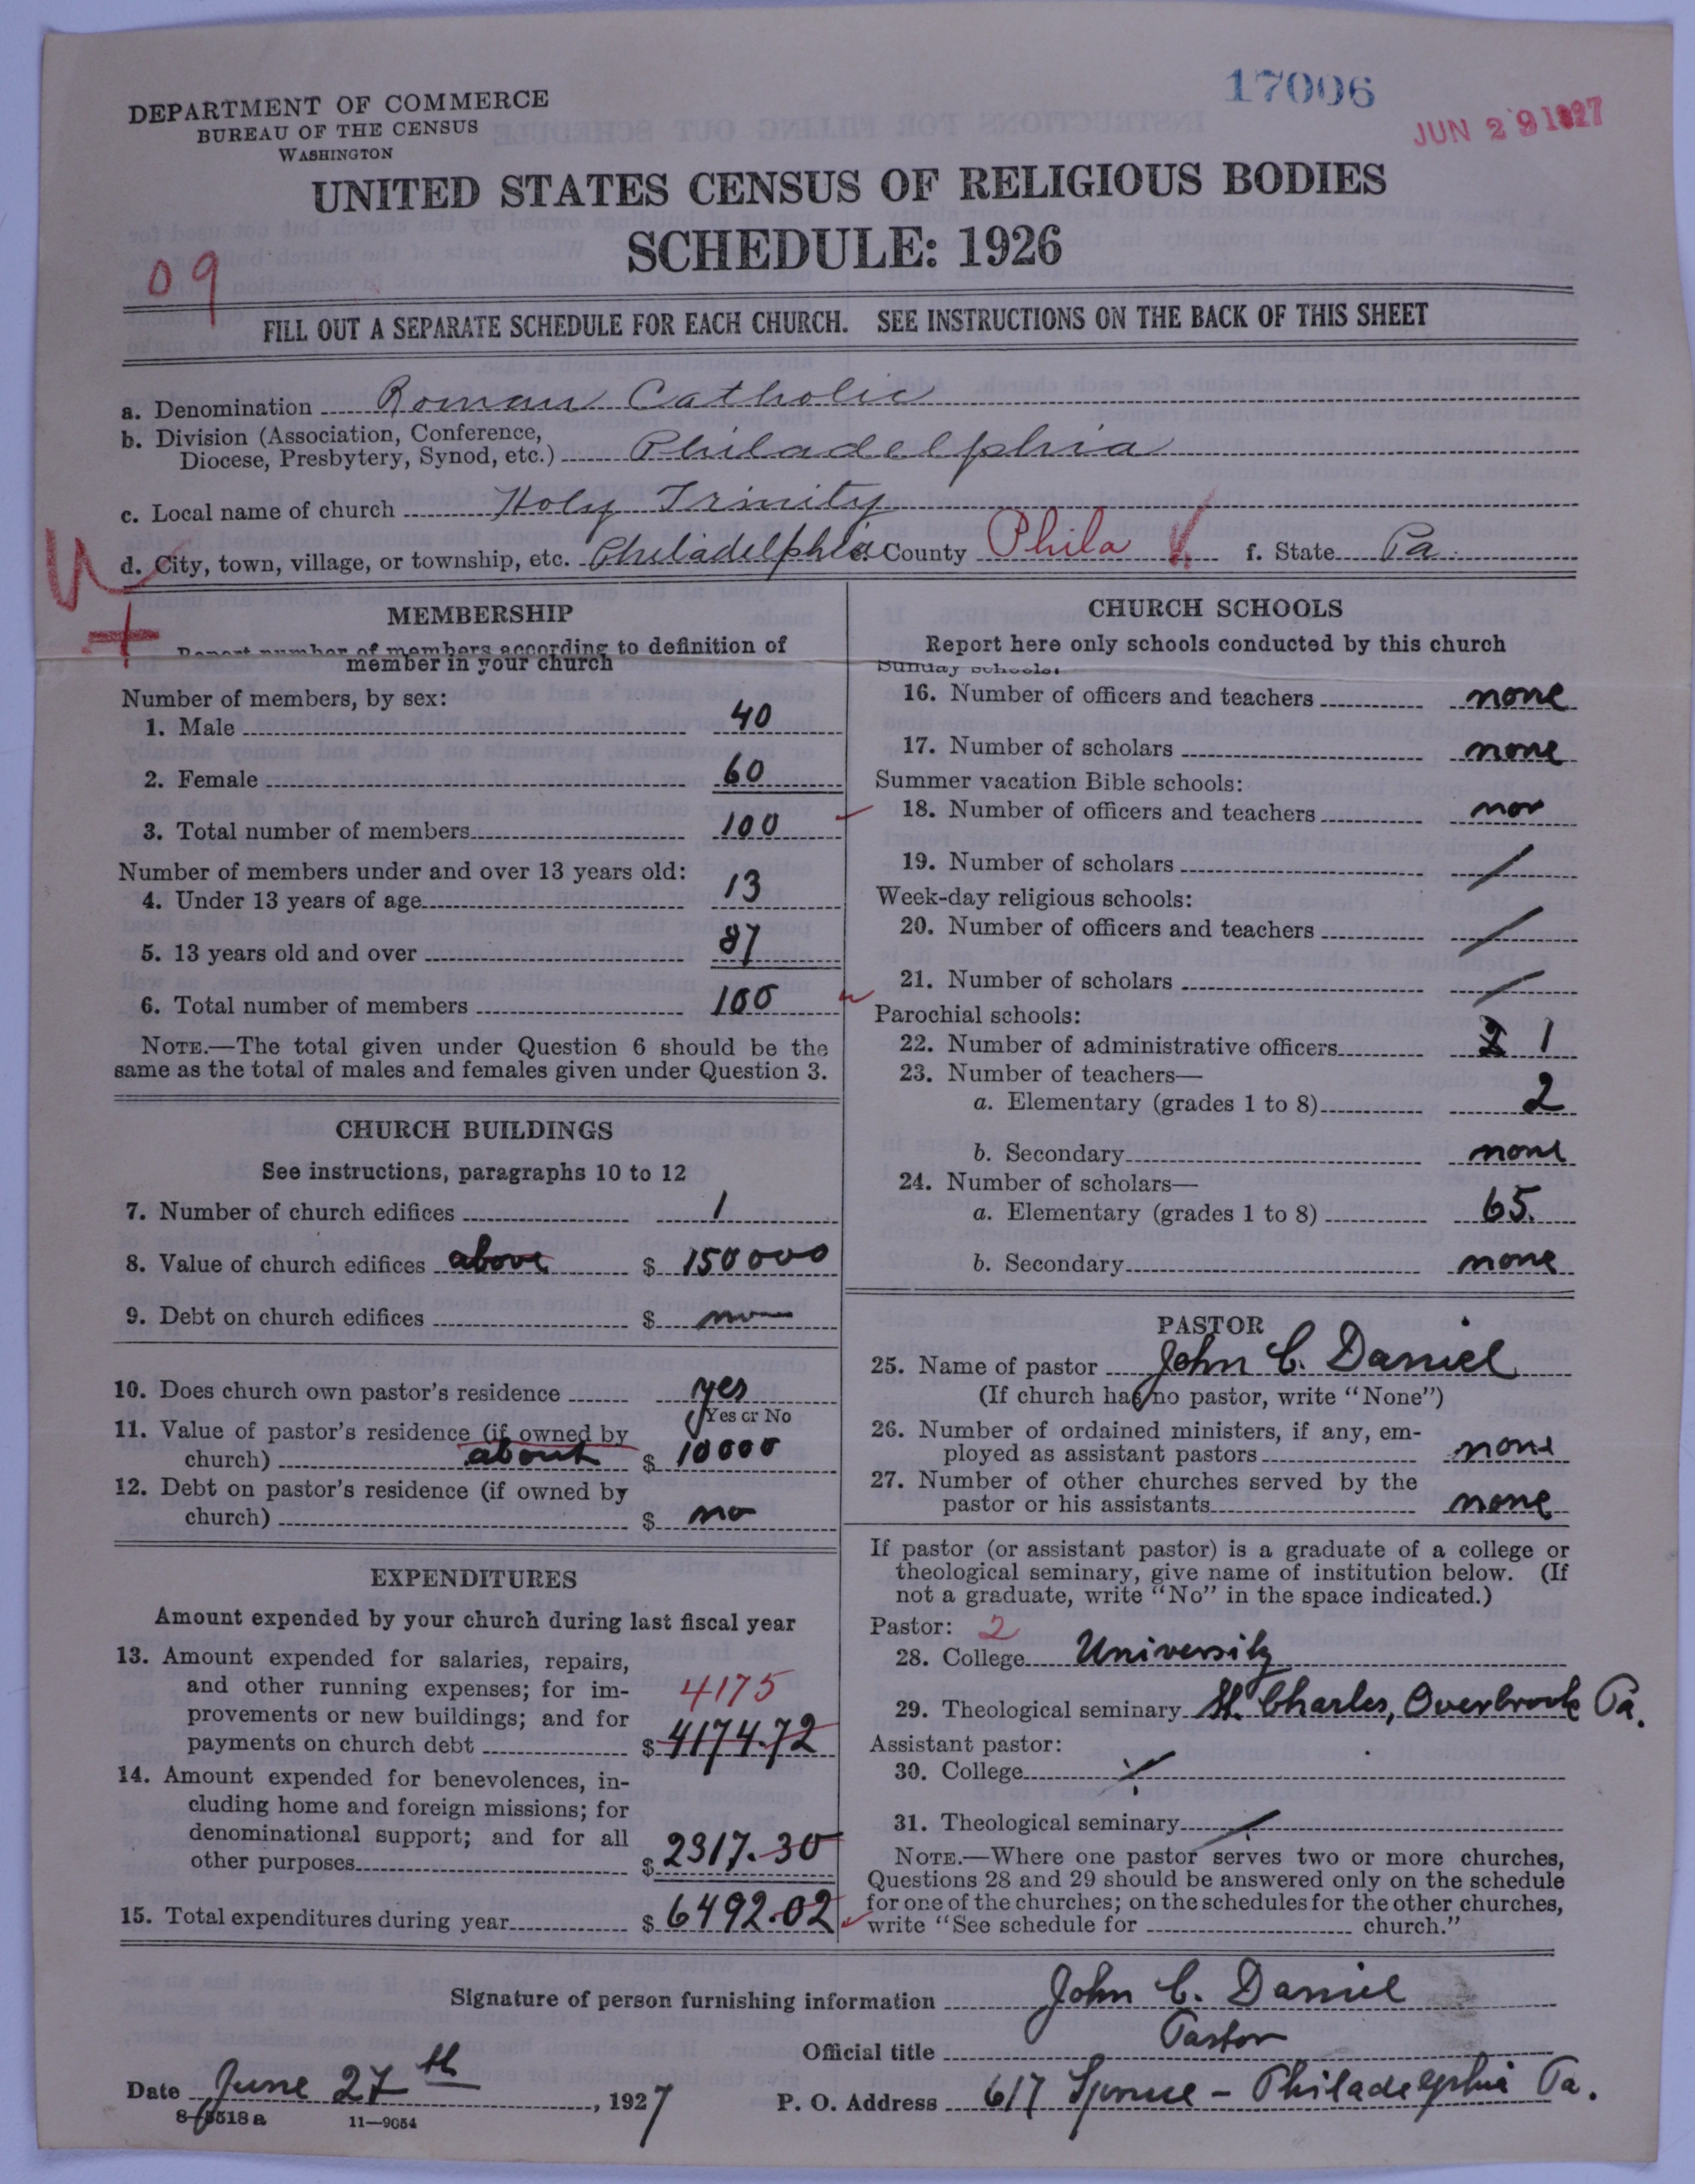 17006
JUN 29 1927
DEPARTMENT OF COMMERCE
BUREAU OF THE CENSUS
WASHINGTON
UNITED STATES CENSUS OF RELIGIOUS BODIES
SCHEDULE: 1926
09
FILL OUT A SEPARATE SCHEDULE FOR EACH CHURCH. SEE INSTRUCTIONS ON THE BACK OF THIS SHEET
a. Denomination Roman Catholic
b. Division (Association, Conference,
Diocese, Presbytery, Synod, etc.) Philadelphia
c. Local name of church Holy Trinity
d. City, town, village, or township, etc. Philadelphia e. County Phila f. State Pa.
MEMBERSHIP
Report number of members according to definition of
member in your church
Number of members, by sex:
1. Male 40
2. Female 60
3. Total number of members 100
Number of members under and over 13 years old:
4. Under 13 years of age 13
5. 13 years old and over 87
6. Total number of members 100
NOTE.—The total given under Question 6 should be the
same as the total of males and females given under Question 3.
CHURCH BUILDINGS
See instructions, paragraphs 10 to 12
7. Number of church edifices 1
8. Value of church edifices above $ 150000
9. Debt on church edifices $ no
10. Does church own pastor's residence yes
Yes or No
11. Value of pastor's residence (if owned by
church) about $ 10000
12. Debt on pastor's residence (if owned by
church) $ no
EXPENDITURES
Amount expended by your church during last fiscal year
13. Amount expended for salaries, repairs,
and other running expenses; for im- 4175
provements or new buildings; and for
payments on church debt $ 4174.72
14. Amount expended for benevolences, in-
cluding home and foreign missions; for
denominational support; and for all
other purposes $ 2317.30
15. Total expenditures during year $ 6492.02
CHURCH SCHOOLS
Report here only schools conducted by this church
Sunday schools:
16. Number of officers and teachers none
17. Number of scholars none
Summer vacation Bible schools:
18. Number of officers and teachers
19. Number of scholars /
Week-day religious schools:
20. Number of officers and teachers /
21. Number of scholars /
Parochial schools:
22. Number of administrative officers 1
23. Number of teachers—
a. Elementary (grades 1 to 8) 2
b. Secondary none
24. Number of scholars—
a. Elementary (grades 1 to 8) 65.
b. Secondary none
PASTOR
25. Name of pastor John C. Daniel
(If church has no pastor, write "None")
26. Number of ordained ministers, if any, em-
ployed as assistant pastors none
27. Number of other churches served by the
pastor or his assistants none
If pastor (or assistant pastor) is a graduate of a college or
theological seminary, give name of institution below. (If
not a graduate, write "No" in the space indicated.)
Pastor: 2
28. College University
29. Theological seminary St. Charles, Overbrook Pa.
Assistant pastor:
30. College /
31. Theological seminary /
NOTE.—Where one pastor serves two or more churches,
Questions 28 and 29 should be answered only on the schedule
for one of the churches; on the schedules for the other churches,
write "See schedule for church."
Signature of person furnishing information John C. Daniel
Official title Pastor
Date June 27th, 1927 P. O. Address 617 Spruce - Philadelphia Pa.
8-5518 a 11—9054